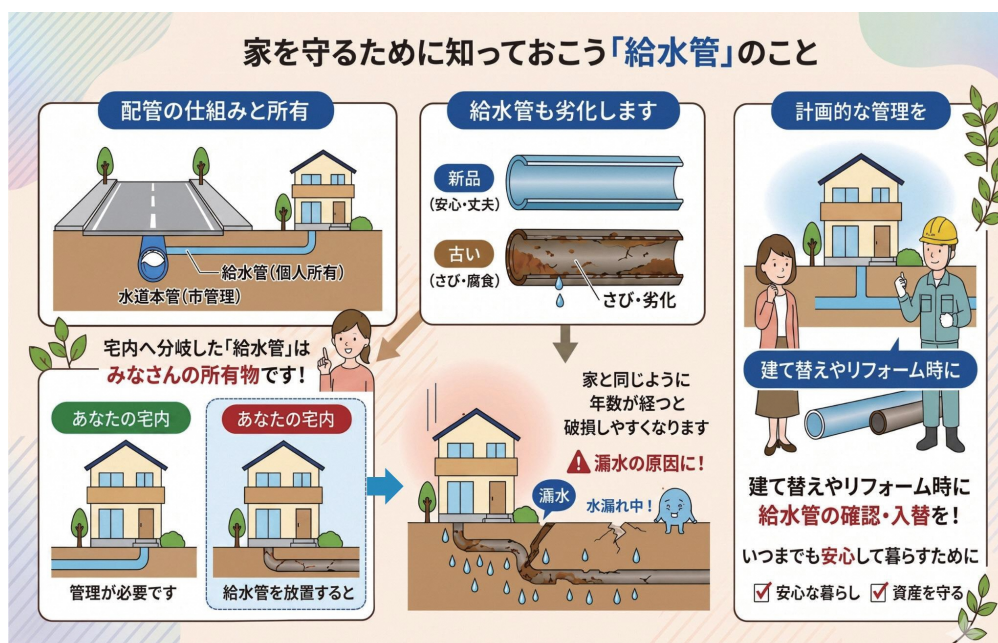 家を守るために知っておこう「給水管」のこと
配管の仕組みと所有
給水管(個人所有)
水道本管(市管理)
宅内へ分岐した「給水管」は
みなさんの所有物です!
あなたの宅内
管理が必要です
あなたの宅内
給水管を放置すると
給水管も劣化します
新品
(安心・丈夫)
古い
(さび・腐食)
さび・劣化
家と同じように
年数が経つと
破損しやすくなります
漏水の原因に!
漏水
水漏れ中!
計画的な管理を
建て替えやリフォーム時に
建て替えやリフォーム時に
給水管の確認・入替を!
いつまでも安心して暮らすために
安心な暮らし
資産を守る